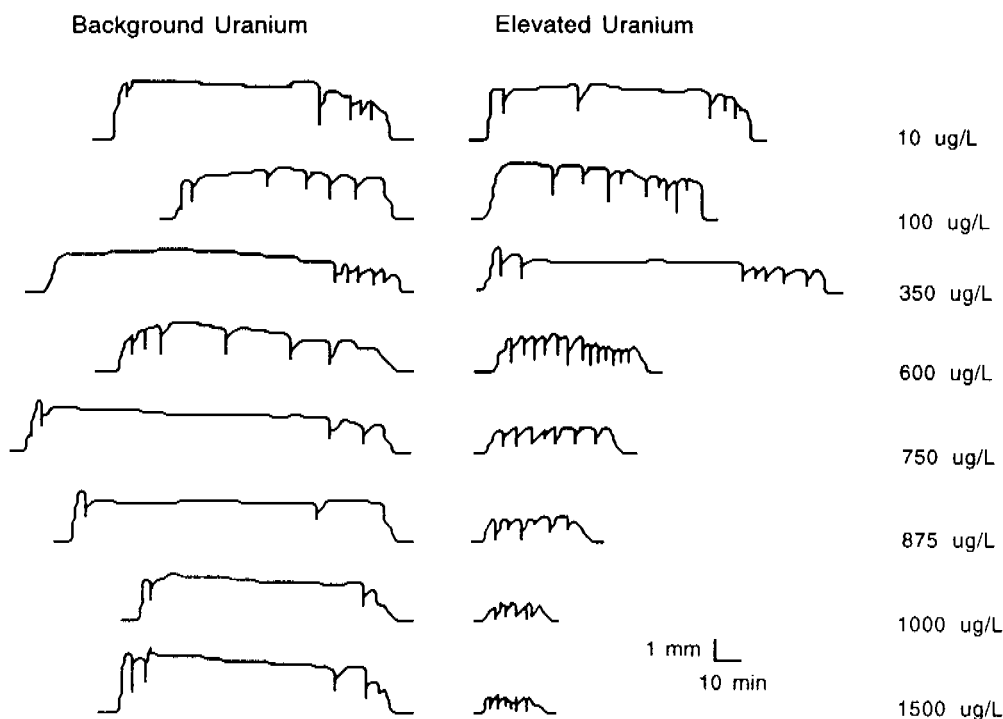 Background Uranium
Elevated Uranium
10 ug/L
100 ug/L
350 ug/L
600 ug/L
750 ug/L
875 ug/L
1000 ug/L
1 mm
10 min
1500 ug/L